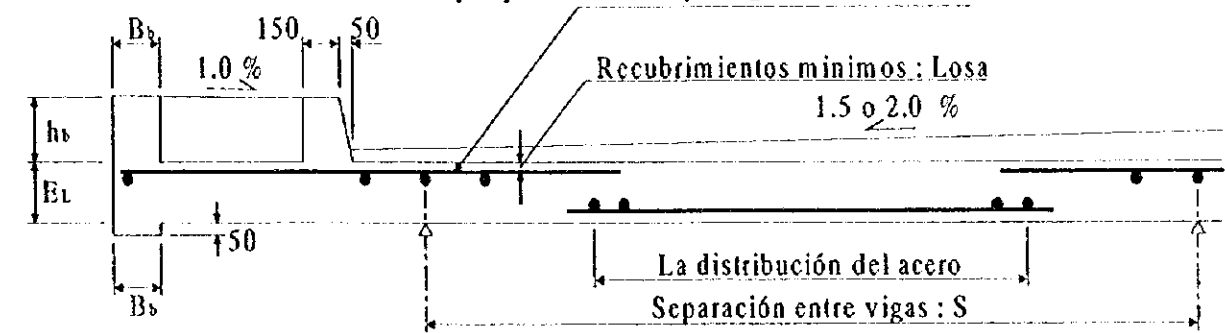 Bb
150
50
1.0 %
Recubrimientos minimos : Losa
1.5 o 2.0 %
hb
EL
50
La distribución del acero
Bb
Separación entre vigas : S